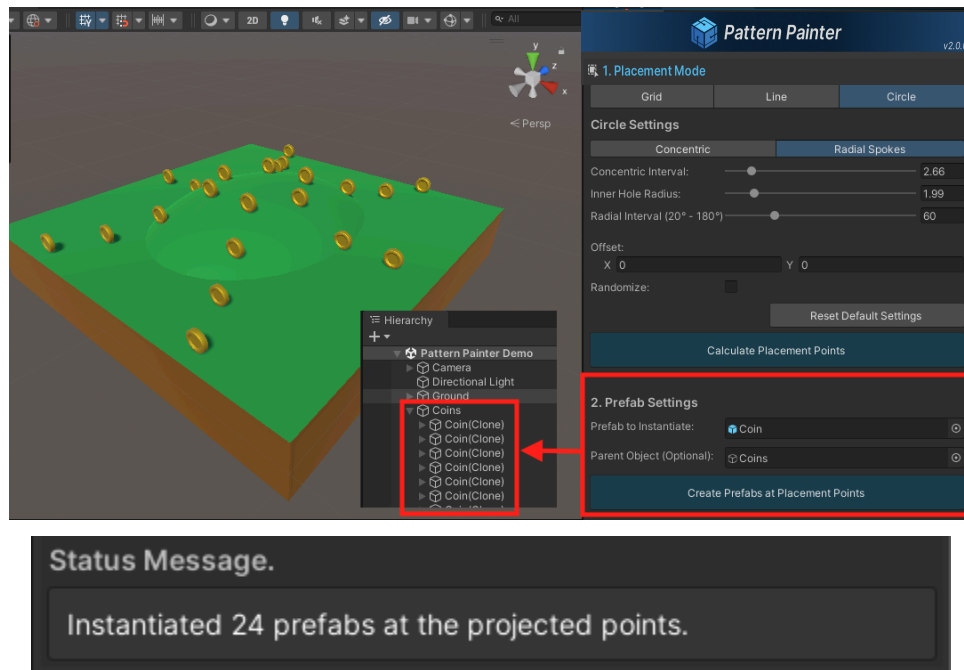 2D
All
y
z
x
Persp
Hierarchy
Pattern Painter Demo
Camera
Directional Light
Ground
Coins
Coin(Clone)
Coin(Clone)
Coin(Clone)
Coin(Clone)
Coin(Clone)
Coin(Clone)
Pattern Painter
1. Placement Mode
Grid Line Circle
Circle Settings
Concentric Radial Spokes
Concentric Interval: 2.66
Inner Hole Radius: 1.99
Radial Interval (20° - 180°) 60
Offset:
X 0 Y 0
Randomize:
Reset Default Settings
Calculate Placement Points
2. Prefab Settings
Prefab to Instantiate: Coin
Parent Object (Optional): Coins
Create Prefabs at Placement Points
Status Message.
Instantiated 24 prefabs at the projected points.